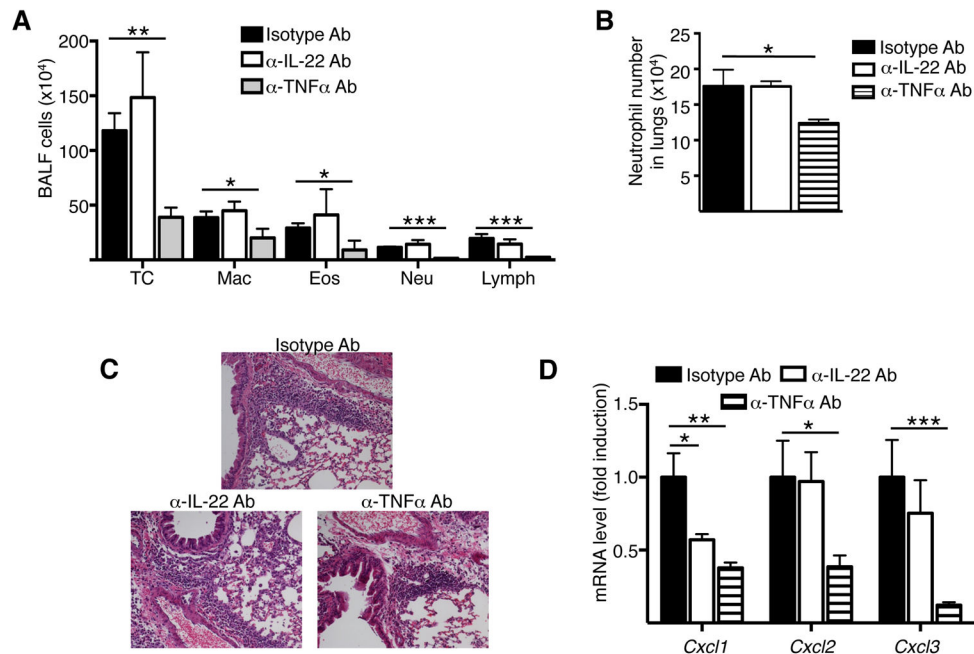 A
Isotype Ab
α-IL-22 Ab
α-TNFα Ab
BALF cells (x10⁴)
200
150
100
50
**
*
*
***
***
TC Mac Eos Neu Lymph
B
Isotype Ab
α-IL-22 Ab
α-TNFα Ab
Neutrophil number
in lungs (x10⁴)
25
20
15
10
5
*
C
Isotype Ab
α-IL-22 Ab α-TNFα Ab
D
Isotype Ab α-IL-22 Ab
α-TNFα Ab
mRNA level (fold induction)
1.5
1.0
0.5
**
*
*
***
Cxcl1 Cxcl2 Cxcl3